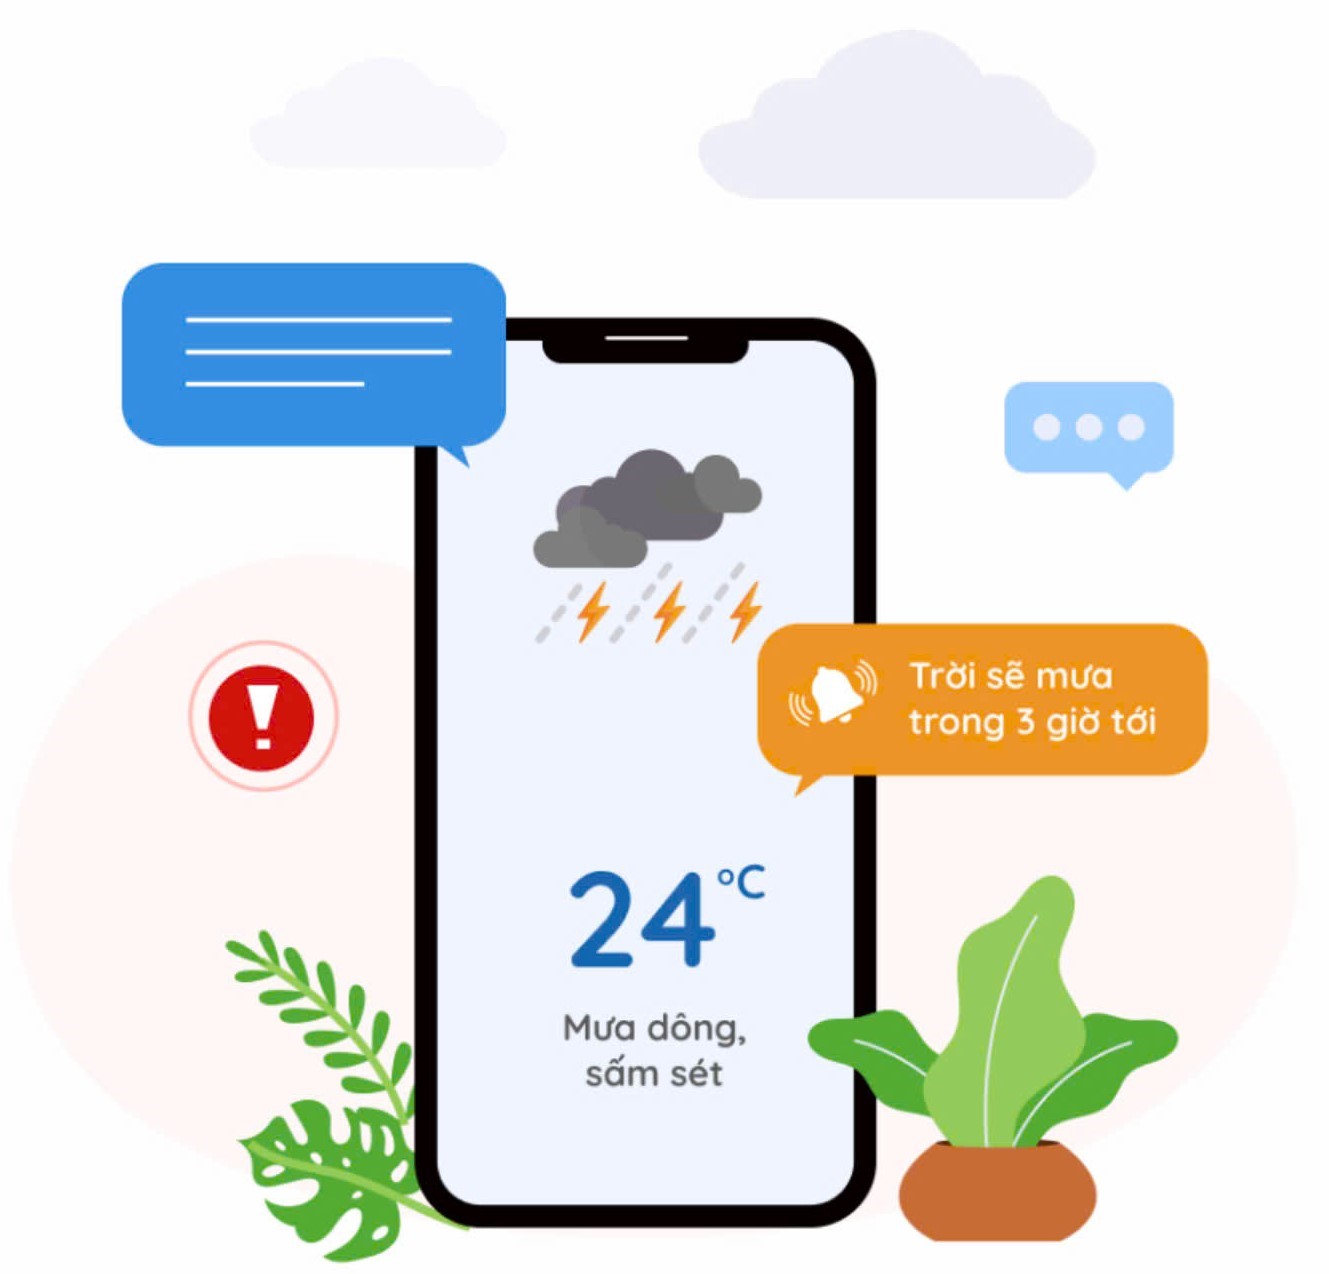 Trời sẽ mưa
trong 3 giờ tới
24°C
Mưa dông,
sấm sét